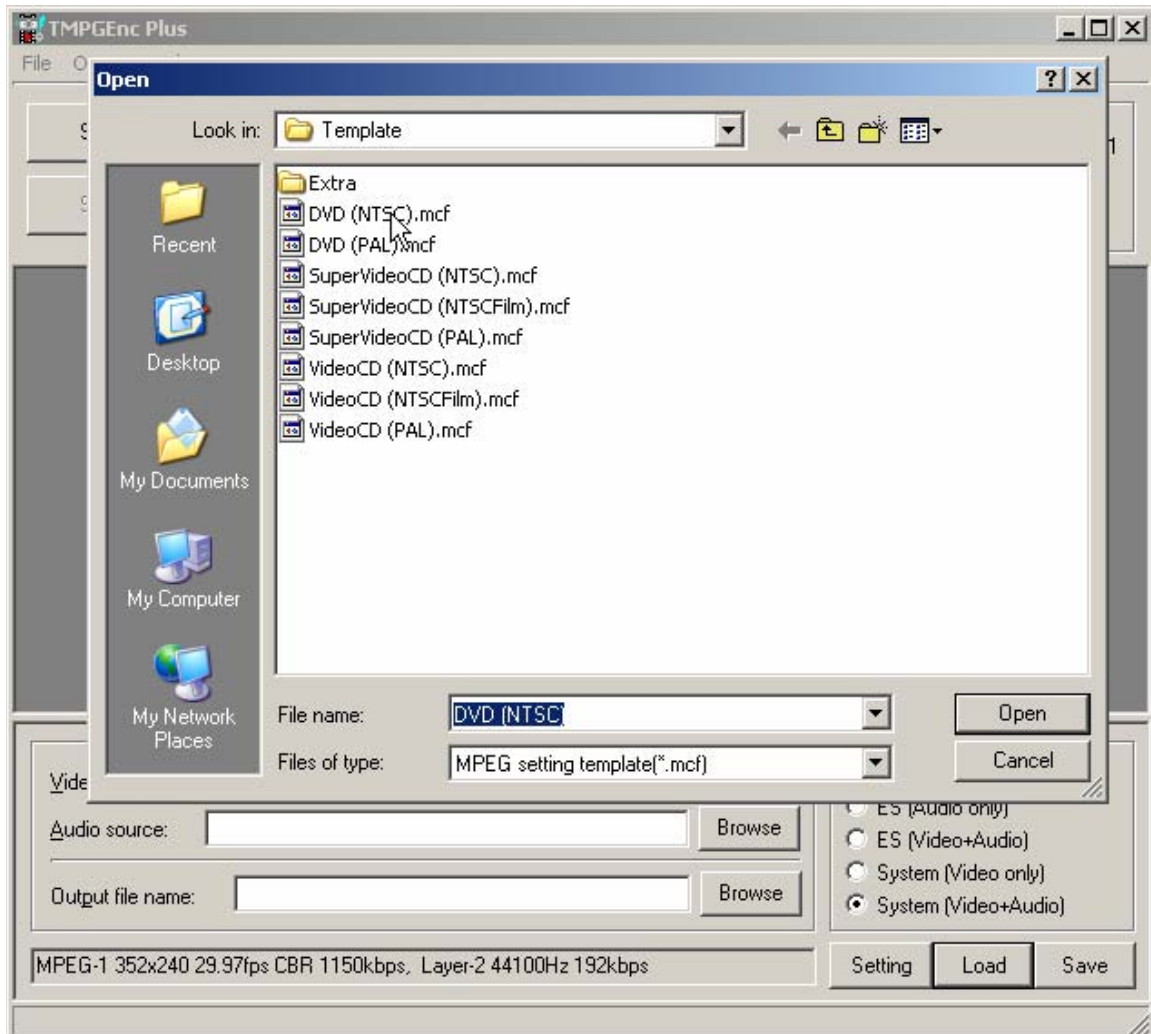 TMPGEnc Plus
File O
Open
Look in: Template
Extra
DVD (NTSC).mcf
DVD (PAL).mcf
SuperVideoCD (NTSC).mcf
SuperVideoCD (NTSCFilm).mcf
SuperVideoCD (PAL).mcf
VideoCD (NTSC).mcf
VideoCD (NTSCFilm).mcf
VideoCD (PAL).mcf
Recent
Desktop
My Documents
My Computer
My Network
Places
File name: DVD (NTSC) Open
Files of type: MPEG setting template(*.mcf) Cancel
Vide
Audio source: Browse
Output file name: Browse
ES (Audio only)
ES (Video+Audio)
System (Video only)
System (Video+Audio)
MPEG-1 352x240 29.97fps CBR 1150kbps, Layer-2 44100Hz 192kbps
Setting Load Save